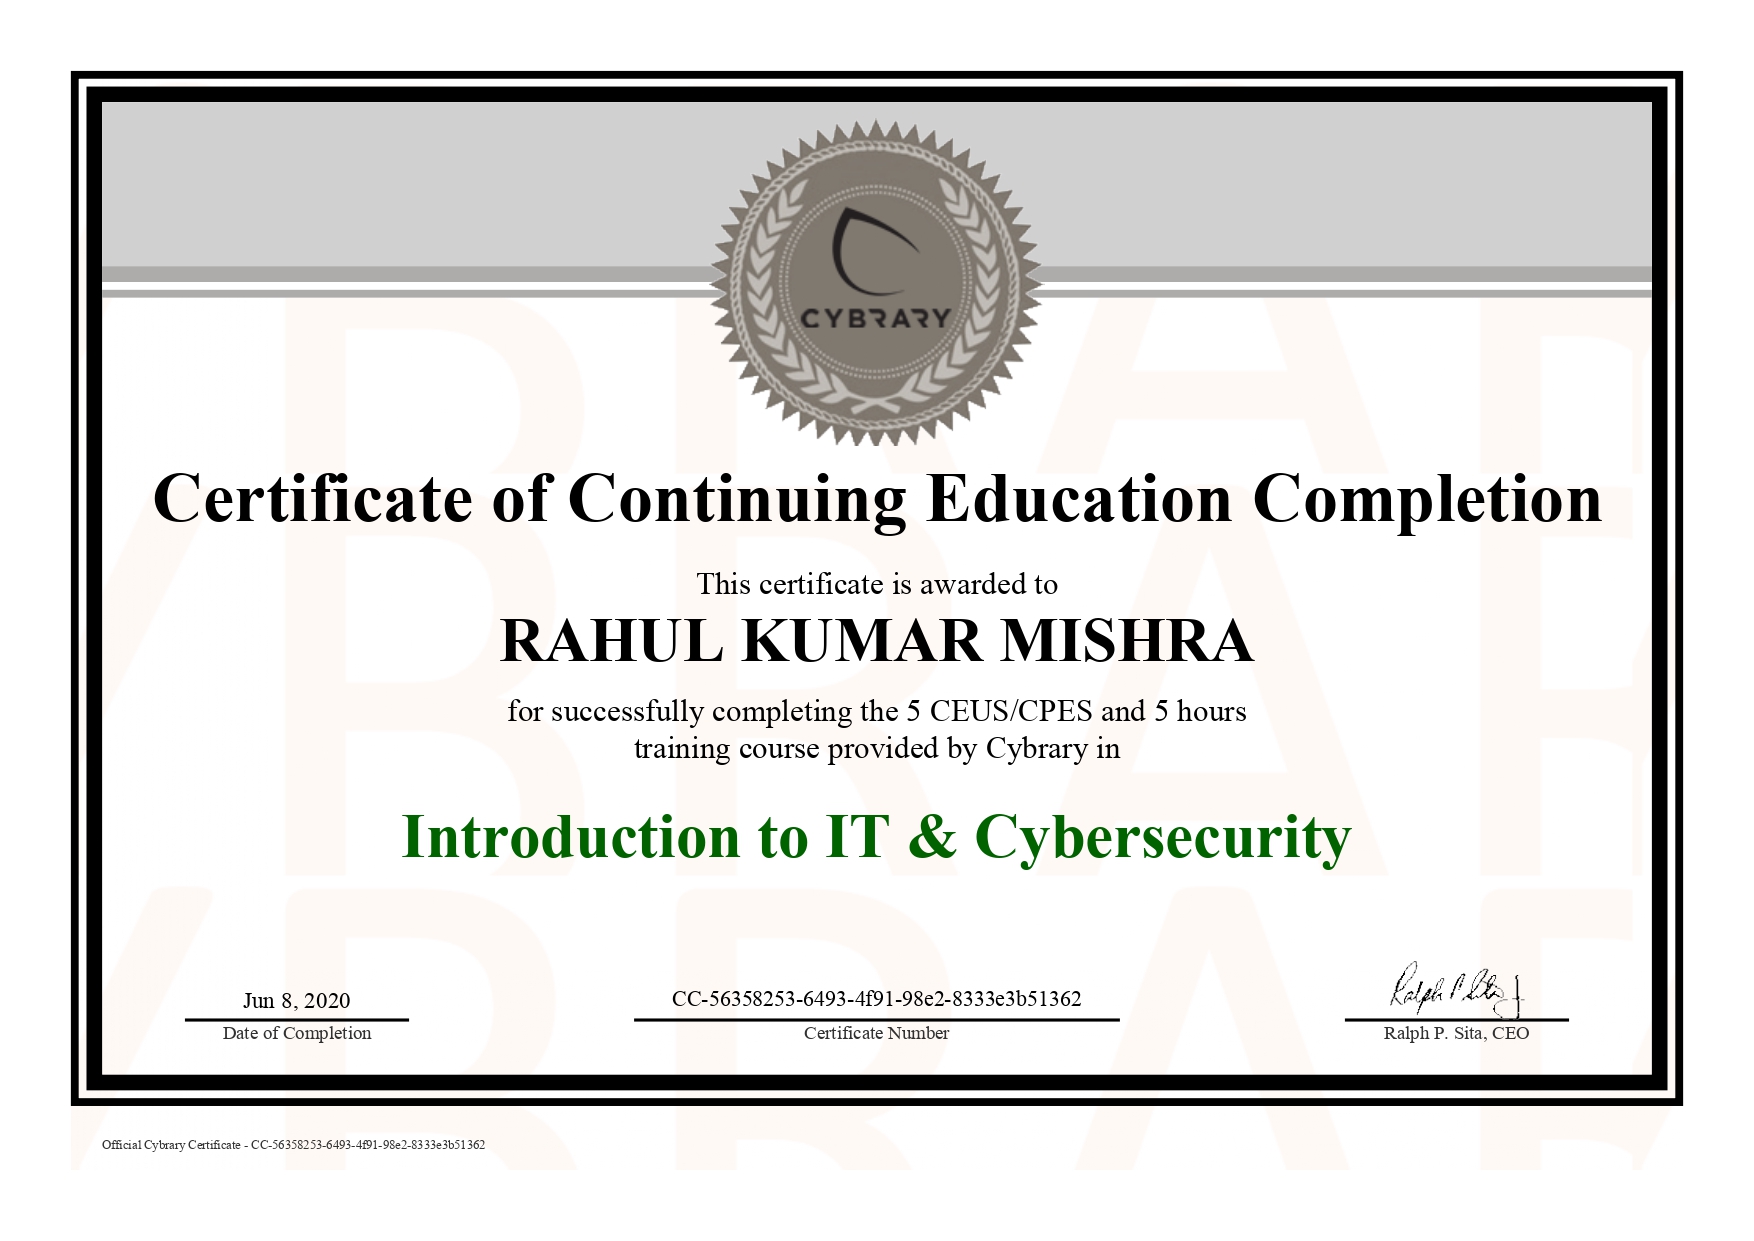 CYBRARY
Certificate of Continuing Education Completion
This certificate is awarded to
RAHUL KUMAR MISHRA
for successfully completing the 5 CEUS/CPES and 5 hours
training course provided by Cybrary in
Introduction to IT & Cybersecurity
Jun 8, 2020
Date of Completion
CC-56358253-6493-4f91-98e2-8333e3b51362
Certificate Number
Ralph P. Sita, CEO
Official Cybrary Certificate - CC-56358253-6493-4f91-98e2-8333e3b51362